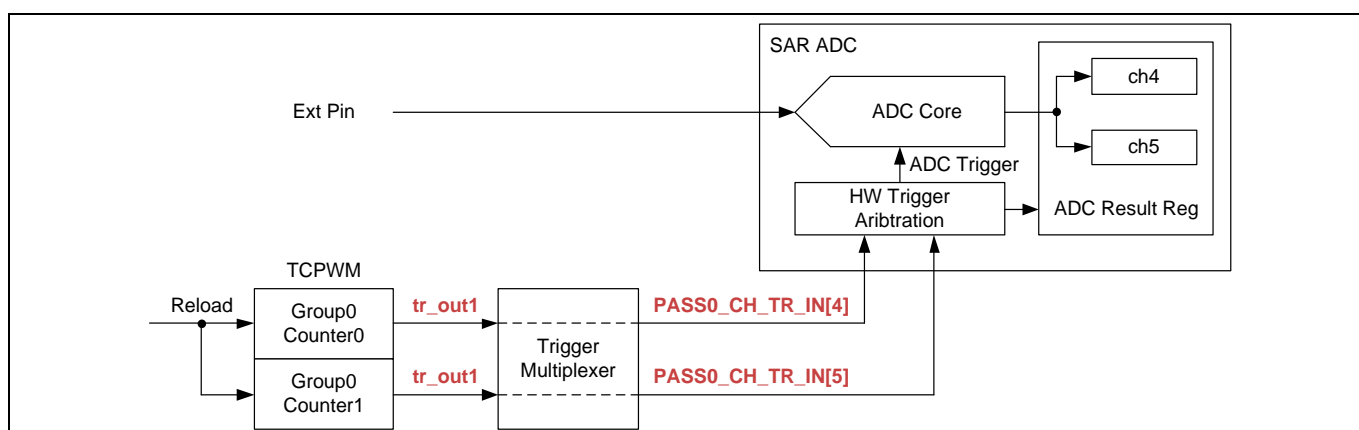 SAR ADC
ch4
Ext Pin
ADC Core
ch5
ADC Trigger
HW Trigger
Aribtration
ADC Result Reg
TCPWM
Reload
Group0
Counter0
tr_out1
PASS0_CH_TR_IN[4]
Trigger
Multiplexer
Group0
Counter1
tr_out1
PASS0_CH_TR_IN[5]